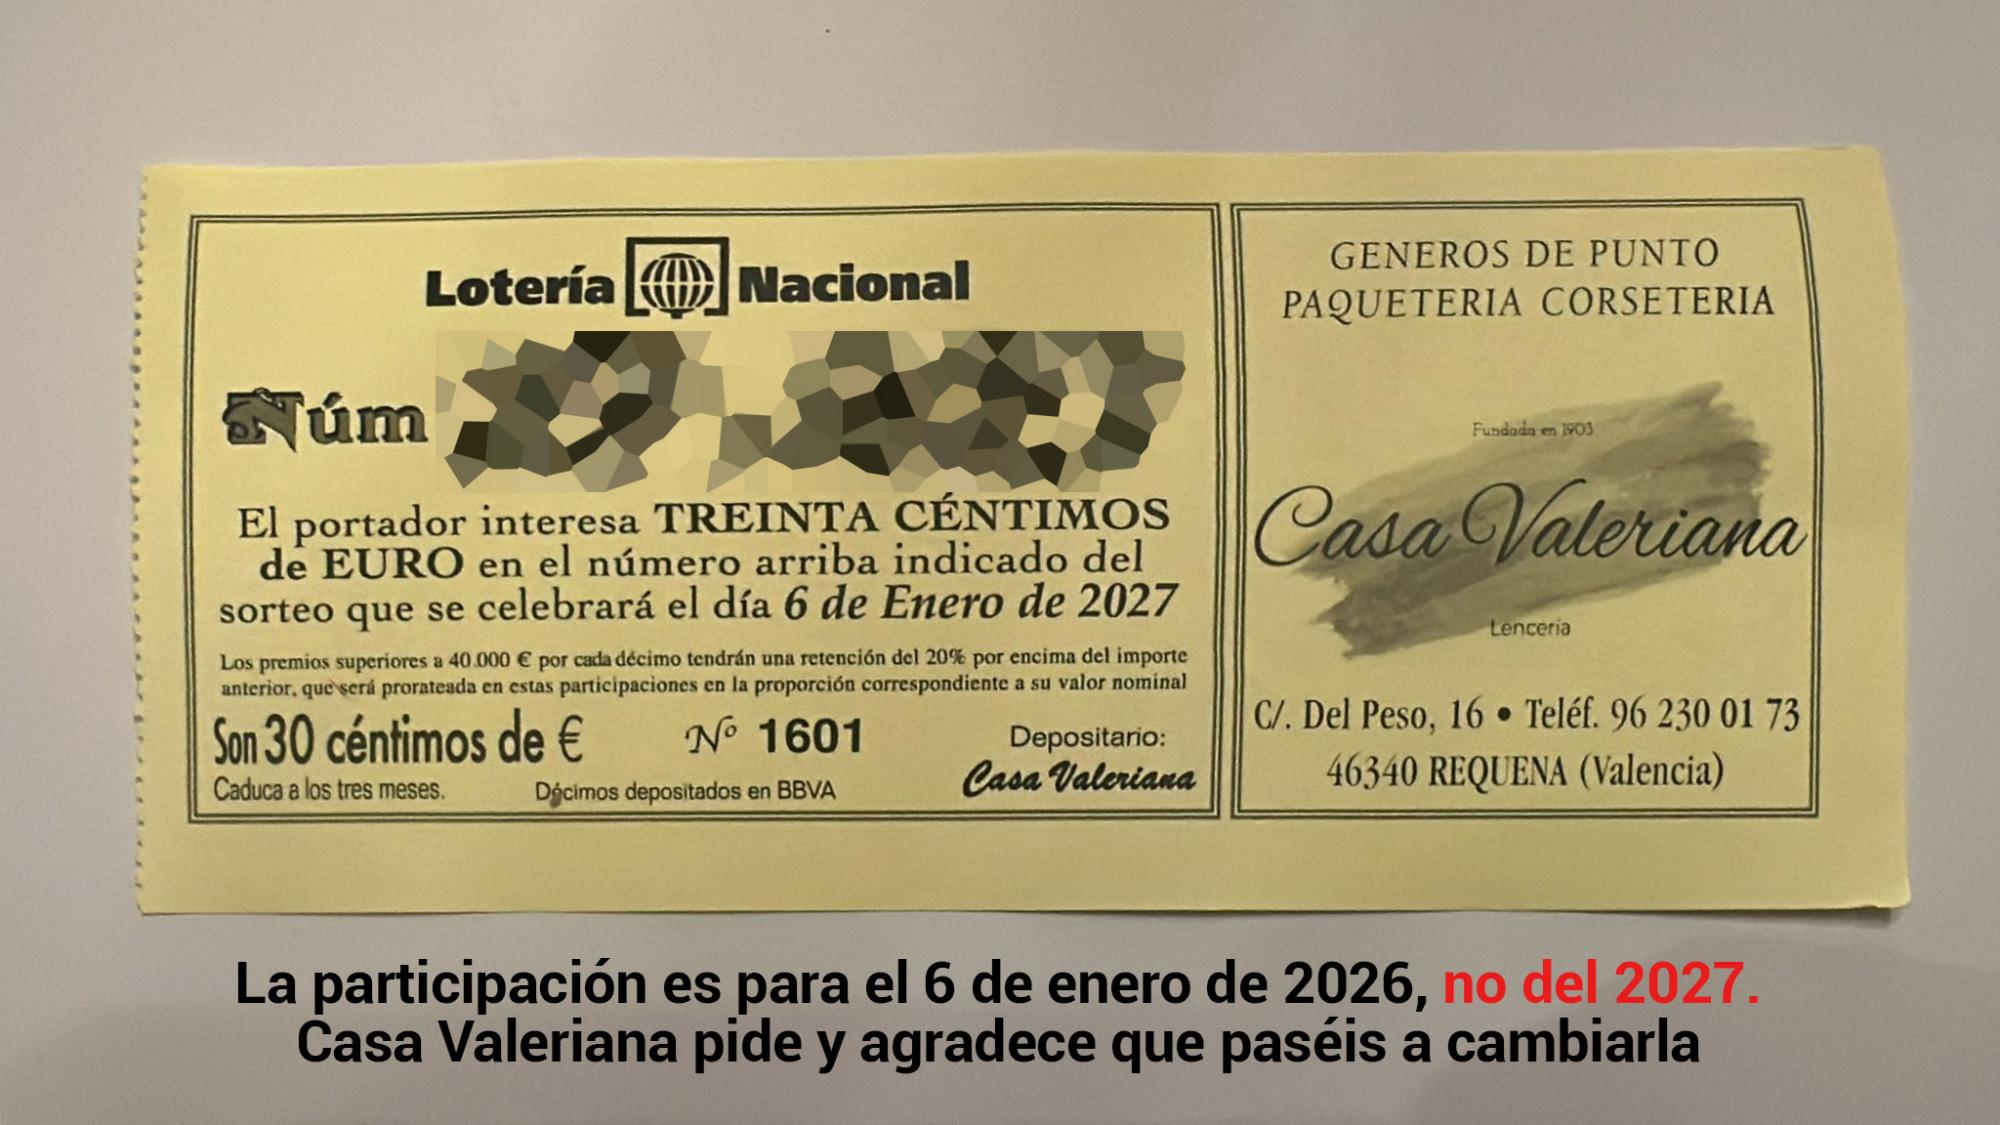 Lotería Nacional
Núm
El portador interesa TREINTA CÉNTIMOS
de EURO en el número arriba indicado del
sorteo que se celebrará el día 6 de Enero de 2027
Los premios superiores a 40.000 € por cada décimo tendrán una retención del 20% por encima del importe
anterior, que será prorateada en estas participaciones en la proporción correspondiente a su valor nominal
Son 30 céntimos de € Nº 1601 Depositario:
Caduca a los tres meses. Décimos depositados en BBVA Casa Valeriana
GENEROS DE PUNTO
PAQUETERIA CORSETERIA
Fundada en 1903
Casa Valeriana
Lencería
C/. Del Peso, 16 • Teléf. 96 230 01 73
46340 REQUENA (Valencia)
La participación es para el 6 de enero de 2026, no del 2027.
Casa Valeriana pide y agradece que paséis a cambiarla